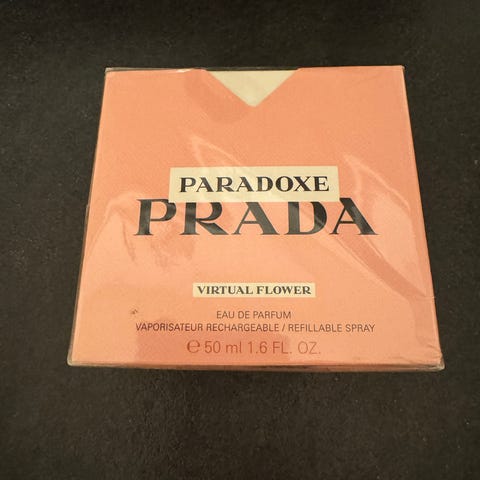 PARADOXE
PRADA
VIRTUAL FLOWER
EAU DE PARFUM
VAPORISATEUR RECHARGEABLE / REFILLABLE SPRAY
℮ 50 ml 1.6 FL. OZ.